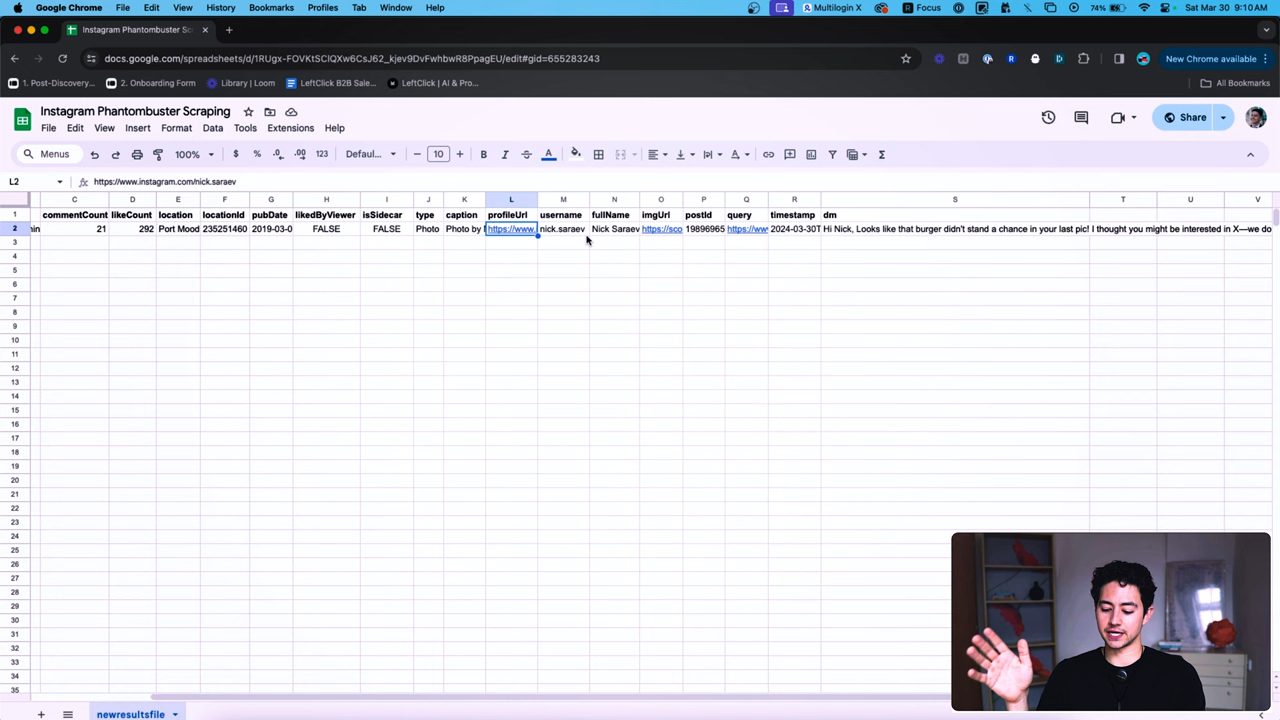 Google Chrome File Edit View History Bookmarks Profiles Tab Window Help Multilogin X Focus 74% Sat Mar 30 9:10 AM
Instagram Phantombuster Sc
docs.google.com/spreadsheets/d/1RUgx-FOVKtSClQXw6CsJ62_kjev9DvFwhbwR8PpagEU/edit#gid=655283243 New Chrome available
1. Post-Discovery... 2. Onboarding Form Library | Loom LeftClick B2B Sale... LeftClick | AI & Pro... All Bookmarks
Instagram Phantombuster Scraping
File Edit View Insert Format Data Tools Extensions Help
Share
Menus 100% $ % .0 .00 123 Defaul... 10 B I A
L2 https://www.instagram.com/nick.saraev
C D E F G H I J K L M N O P Q R S T U V
1 commentCount likeCount location locationId pubDate likedByViewer isSidecar type caption profileUrl username fullName imgUrl postId query timestamp dm
2 21 292 Port Mood 235251460 2019-03-0 FALSE FALSE Photo Photo by https://www. nick.saraev Nick Saraev https://sco 19896965 https://ww 2024-03-30T Hi Nick, Looks like that burger didn't stand a chance in your last pic! I thought you might be interested in X—we do
3
4
5
6
7
8
9
10
11
12
13
14
15
16
17
18
19
20
21
22
23
24
25
26
27
28
29
30
31
32
33
34
35
newresultsfile